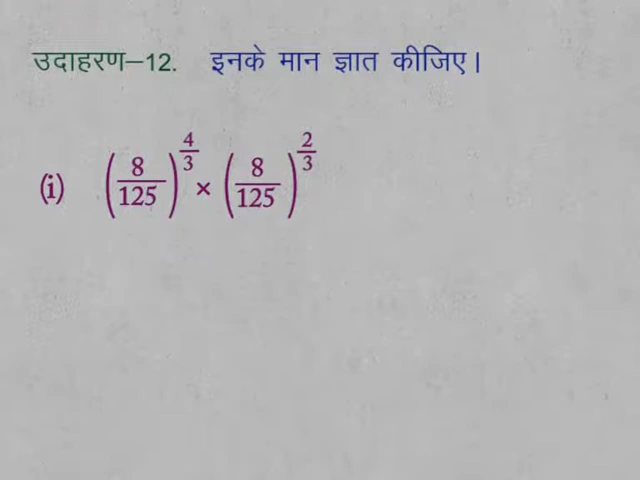 उदाहरण–12. इनके मान ज्ञात कीजिए।
(i) (8/125)^(4/3) × (8/125)^(2/3)